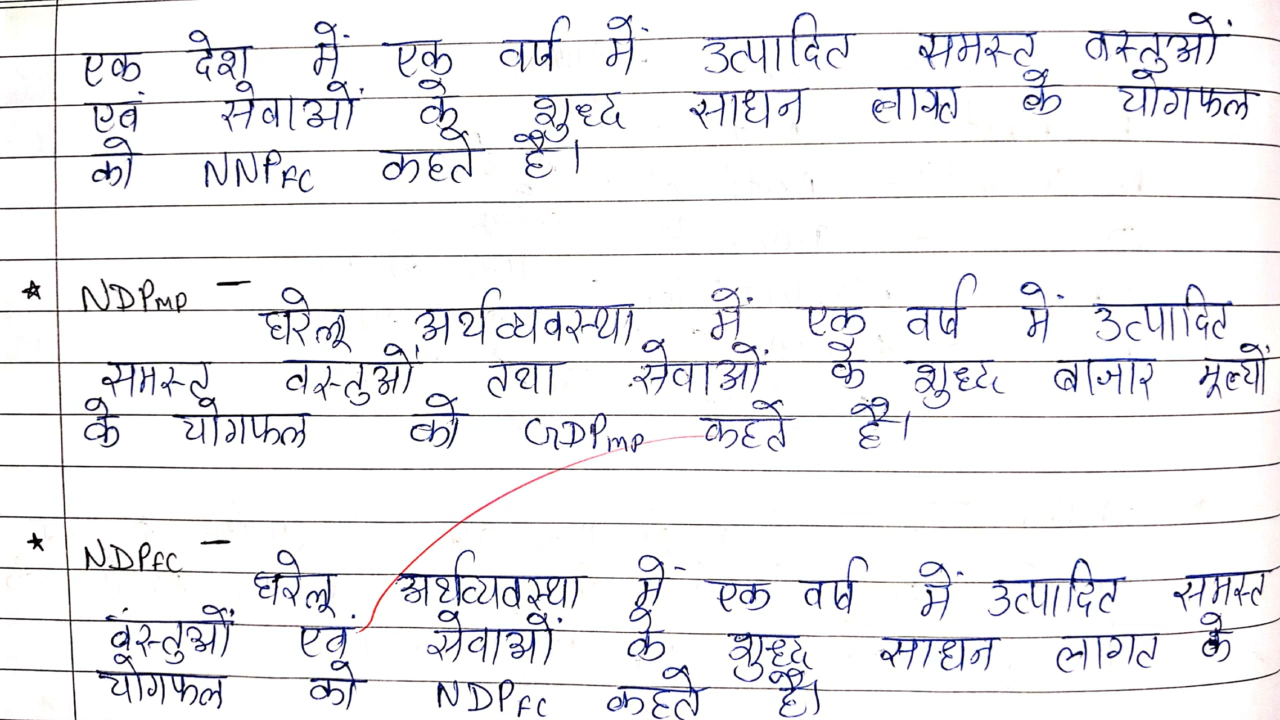 एक देश में एक वर्ष में उत्पादित समस्त वस्तुओं
एवं सेवाओं के शुध्द साधन लागत के योगफल
को NNPFC कहते है।
* NDPMP -
घरेलू अर्थव्यवस्था में एक वर्ष में उत्पादित
समस्त वस्तुओं तथा सेवाओं के शुध्द बाजार मूल्यों
के योगफल को GDPMP कहते है।
* NDPFC -
घरेलू अर्थव्यवस्था में एक वर्ष में उत्पादित समस्त
वस्तुओं एवं सेवाओं के शुध्द साधन लागत के
योगफल को NDPFC कहते है।